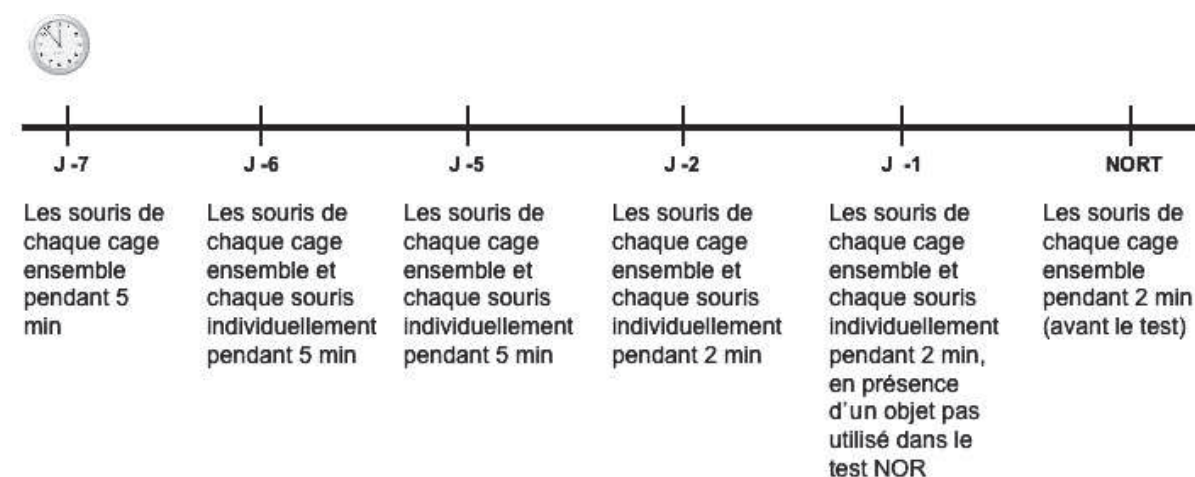 J -7
J -6
J -5
J -2
J -1
NORT
Les souris de
chaque cage
ensemble
pendant 5
min
Les souris de
chaque cage
ensemble et
chaque souris
individuellement
pendant 5 min
Les souris de
chaque cage
ensemble et
chaque souris
individuellement
pendant 5 min
Les souris de
chaque cage
ensemble et
chaque souris
individuellement
pendant 2 min
Les souris de
chaque cage
ensemble et
chaque souris
individuellement
pendant 2 min,
en présence
d'un objet pas
utilisé dans le
test NOR
Les souris de
chaque cage
ensemble
pendant 2 min
(avant le test)